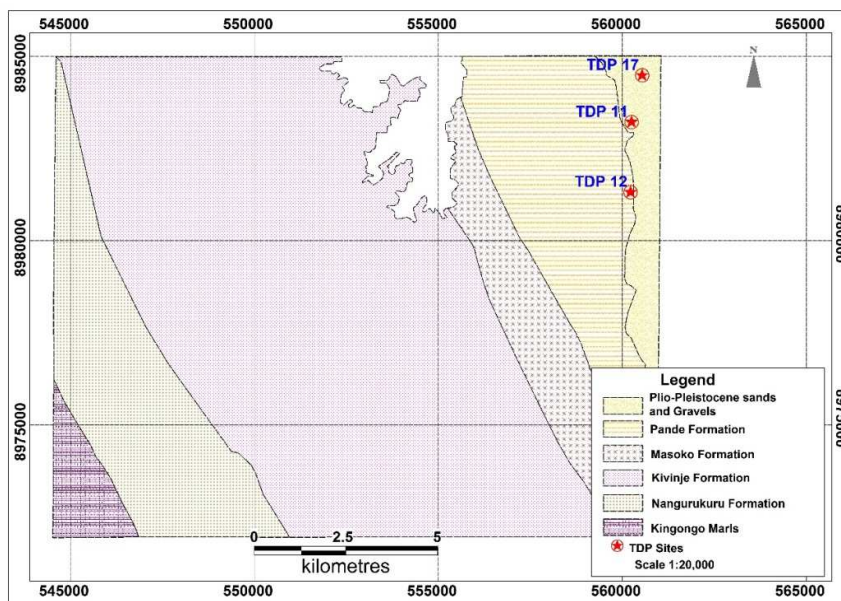 545000 550000 555000 560000 565000
8985000
N
TDP 17
TDP 11
TDP 12
8980000 8980000
8975000 8975000
Legend
Plio-Pleistocene sands
and Gravels
Pande Formation
Masoko Formation
Kivinje Formation
Nangurukuru Formation
Kingongo Marls
TDP Sites
Scale 1:20,000
0 2.5 5
kilometres
545000 550000 555000 560000 565000